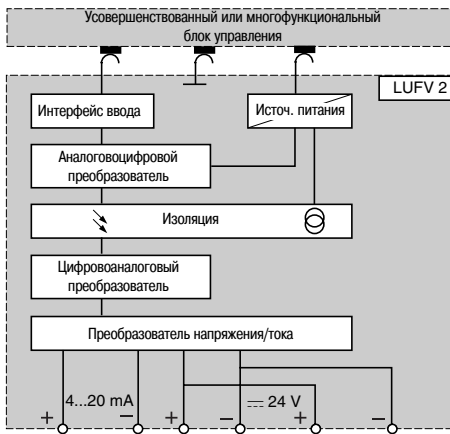 Усовершенствованный или многофункциональный
блок управления
LUFV 2
Интерфейс ввода
Источ. питания
Аналоговоцифровой
преобразователь
Изоляция
Цифровоаналоговый
преобразователь
Преобразователь напряжения/тока
4...20 mA
24 V
+ − + − + −